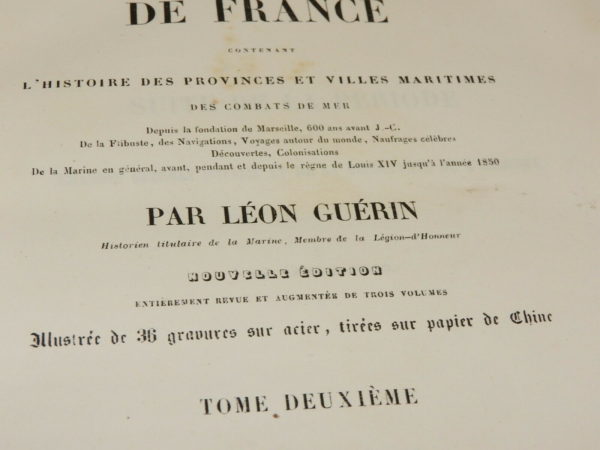 DE FRANCE
CONTENANT
L'HISTOIRE DES PROVINCES ET VILLES MARITIMES
DES COMBATS DE MER
Depuis la fondation de Marseille, 600 ans avant J.-C.
De la Flibuste, des Navigations, Voyages autour du monde, Naufrages célèbres
Découvertes, Colonisations
De la Marine en général, avant, pendant et depuis le règne de Louis XIV jusqu'à l'année 1850
PAR LÉON GUÉRIN
Historien titulaire de la Marine, Membre de la Légion-d'Honneur
NOUVELLE ÉDITION
ENTIÈREMENT REVUE ET AUGMENTÉE DE TROIS VOLUMES
Illustrée de 36 gravures sur acier, tirées sur papier de Chine
TOME DEUXIÈME